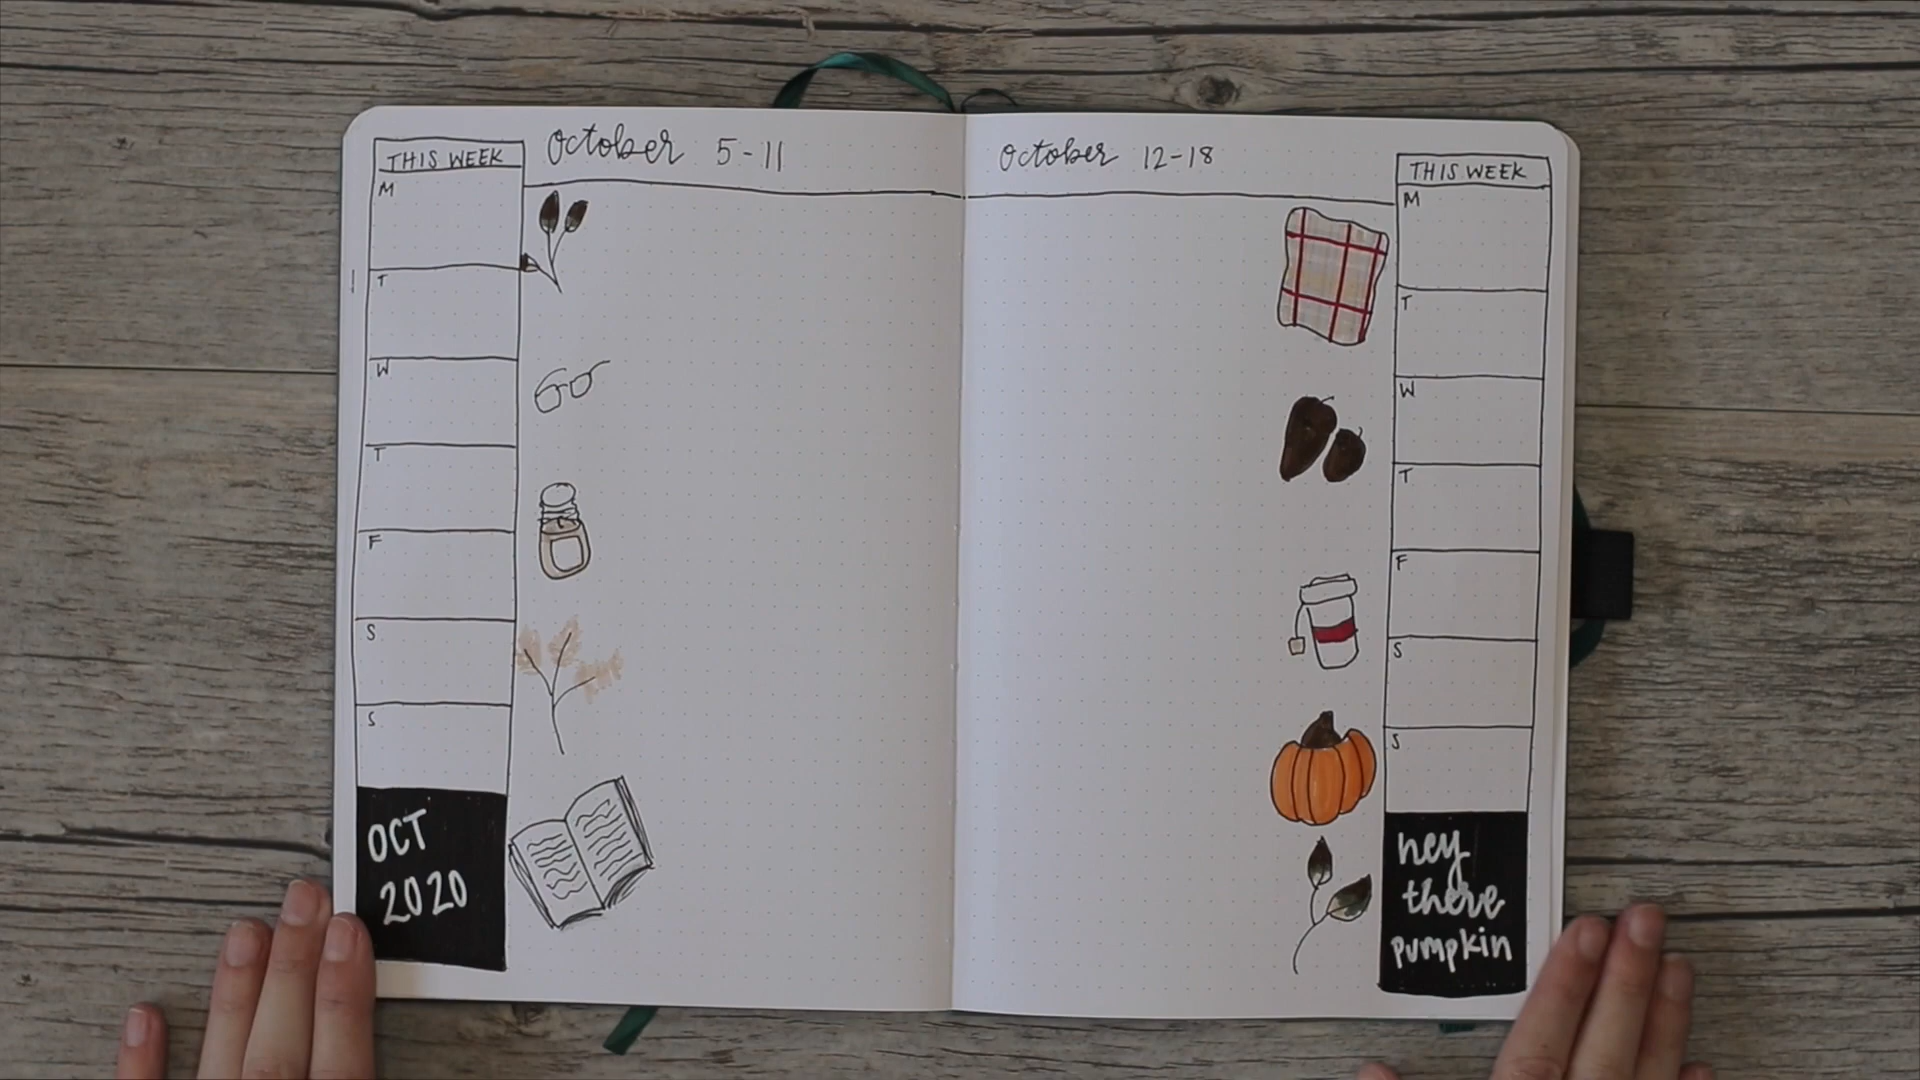 THIS WEEK
M
T
W
T
F
S
S
OCT
2020
October 5-11
October 12-18
THIS WEEK
M
T
W
T
F
S
S
hey
there
pumpkin